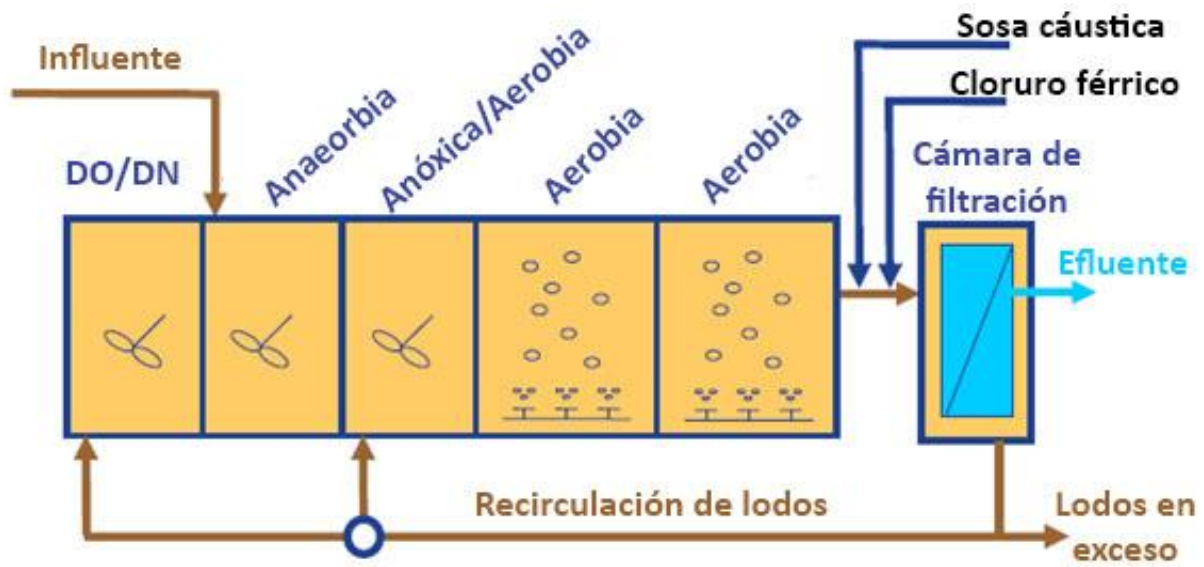 Sosa cáustica
Influente
Cloruro férrico
DO/DN
Anaeorbia
Anóxica/Aerobia
Aerobia
Aerobia
Cámara de
filtración
Efluente
Recirculación de lodos
Lodos en
exceso